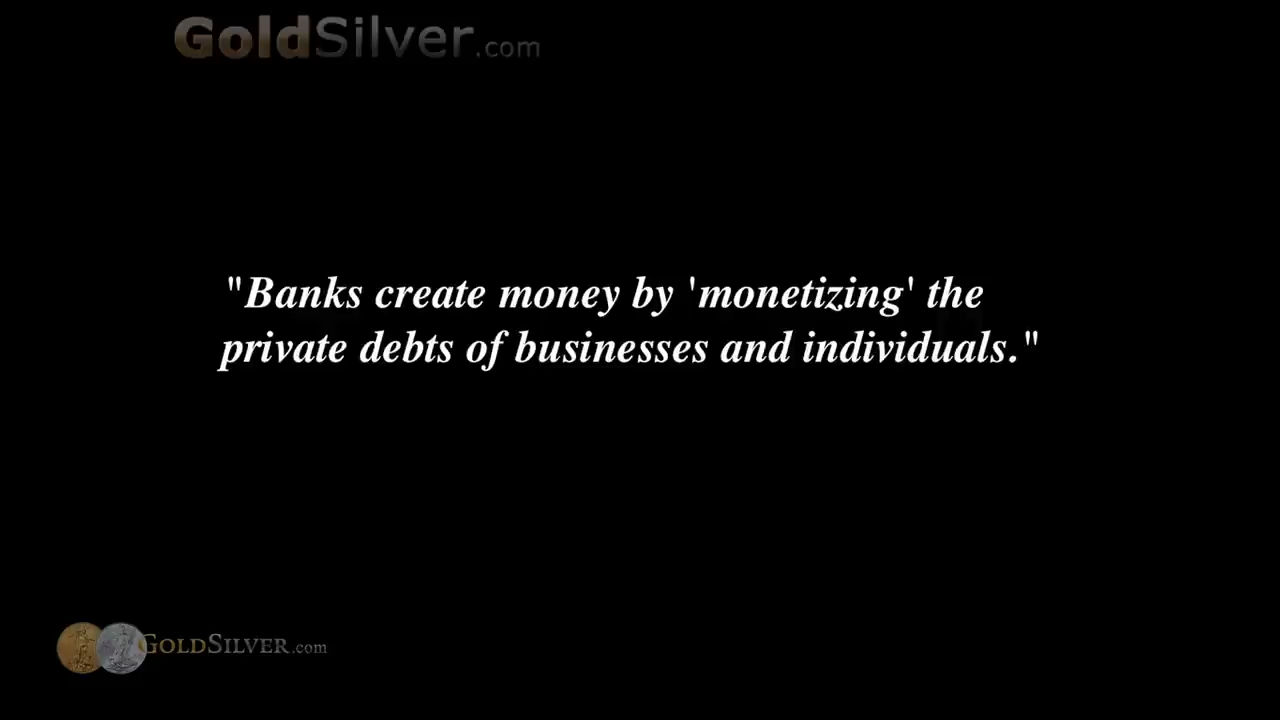 GoldSilver.com
"Banks create money by 'monetizing' the
private debts of businesses and individuals."
GOLDSILVER.com